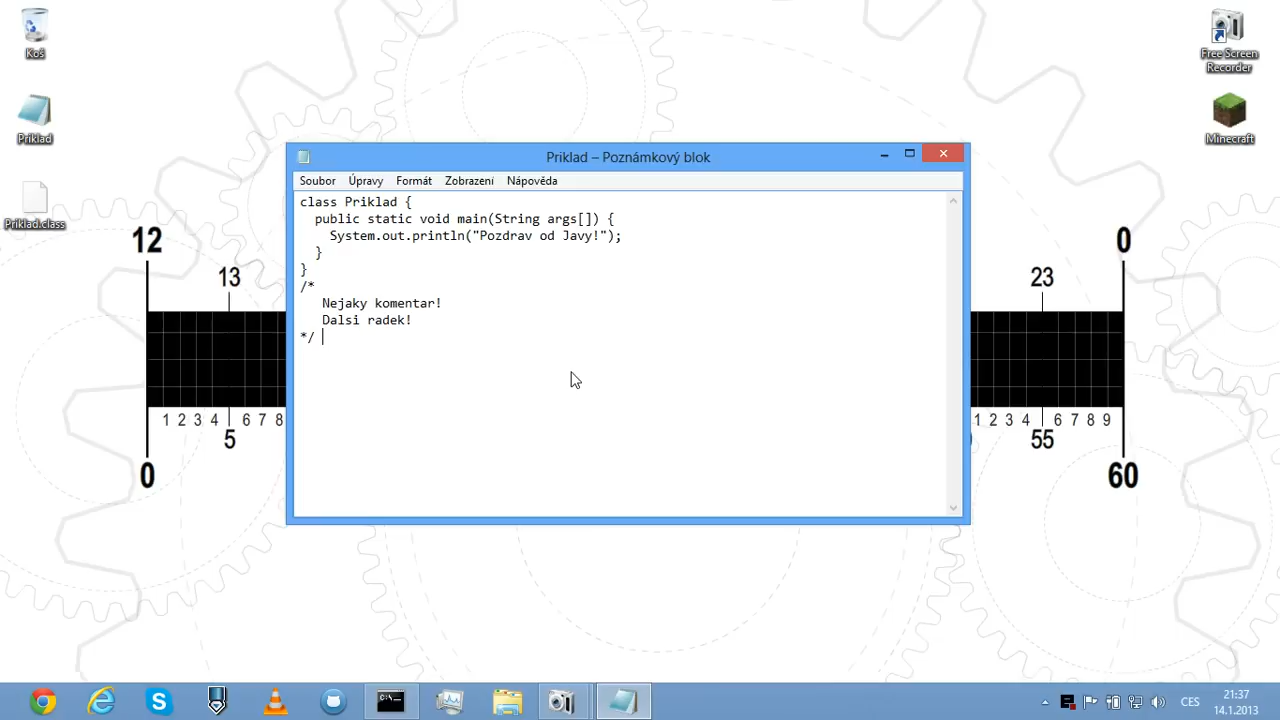 Koš
Priklad
Priklad.class
Free Screen
Recorder
Minecraft
Priklad – Poznámkový blok
Soubor Úpravy Formát Zobrazení Nápověda
class Priklad {
  public static void main(String args[]) {
    System.out.println("Pozdrav od Javy!");
  }
}
/*
   Nejaky komentar!
   Dalsi radek!
*/
12 0
13 23
1 2 3 4 6 7 8 1 2 3 4 6 7 8 9
5 55
0 60
CES
21:37
14.1.2013